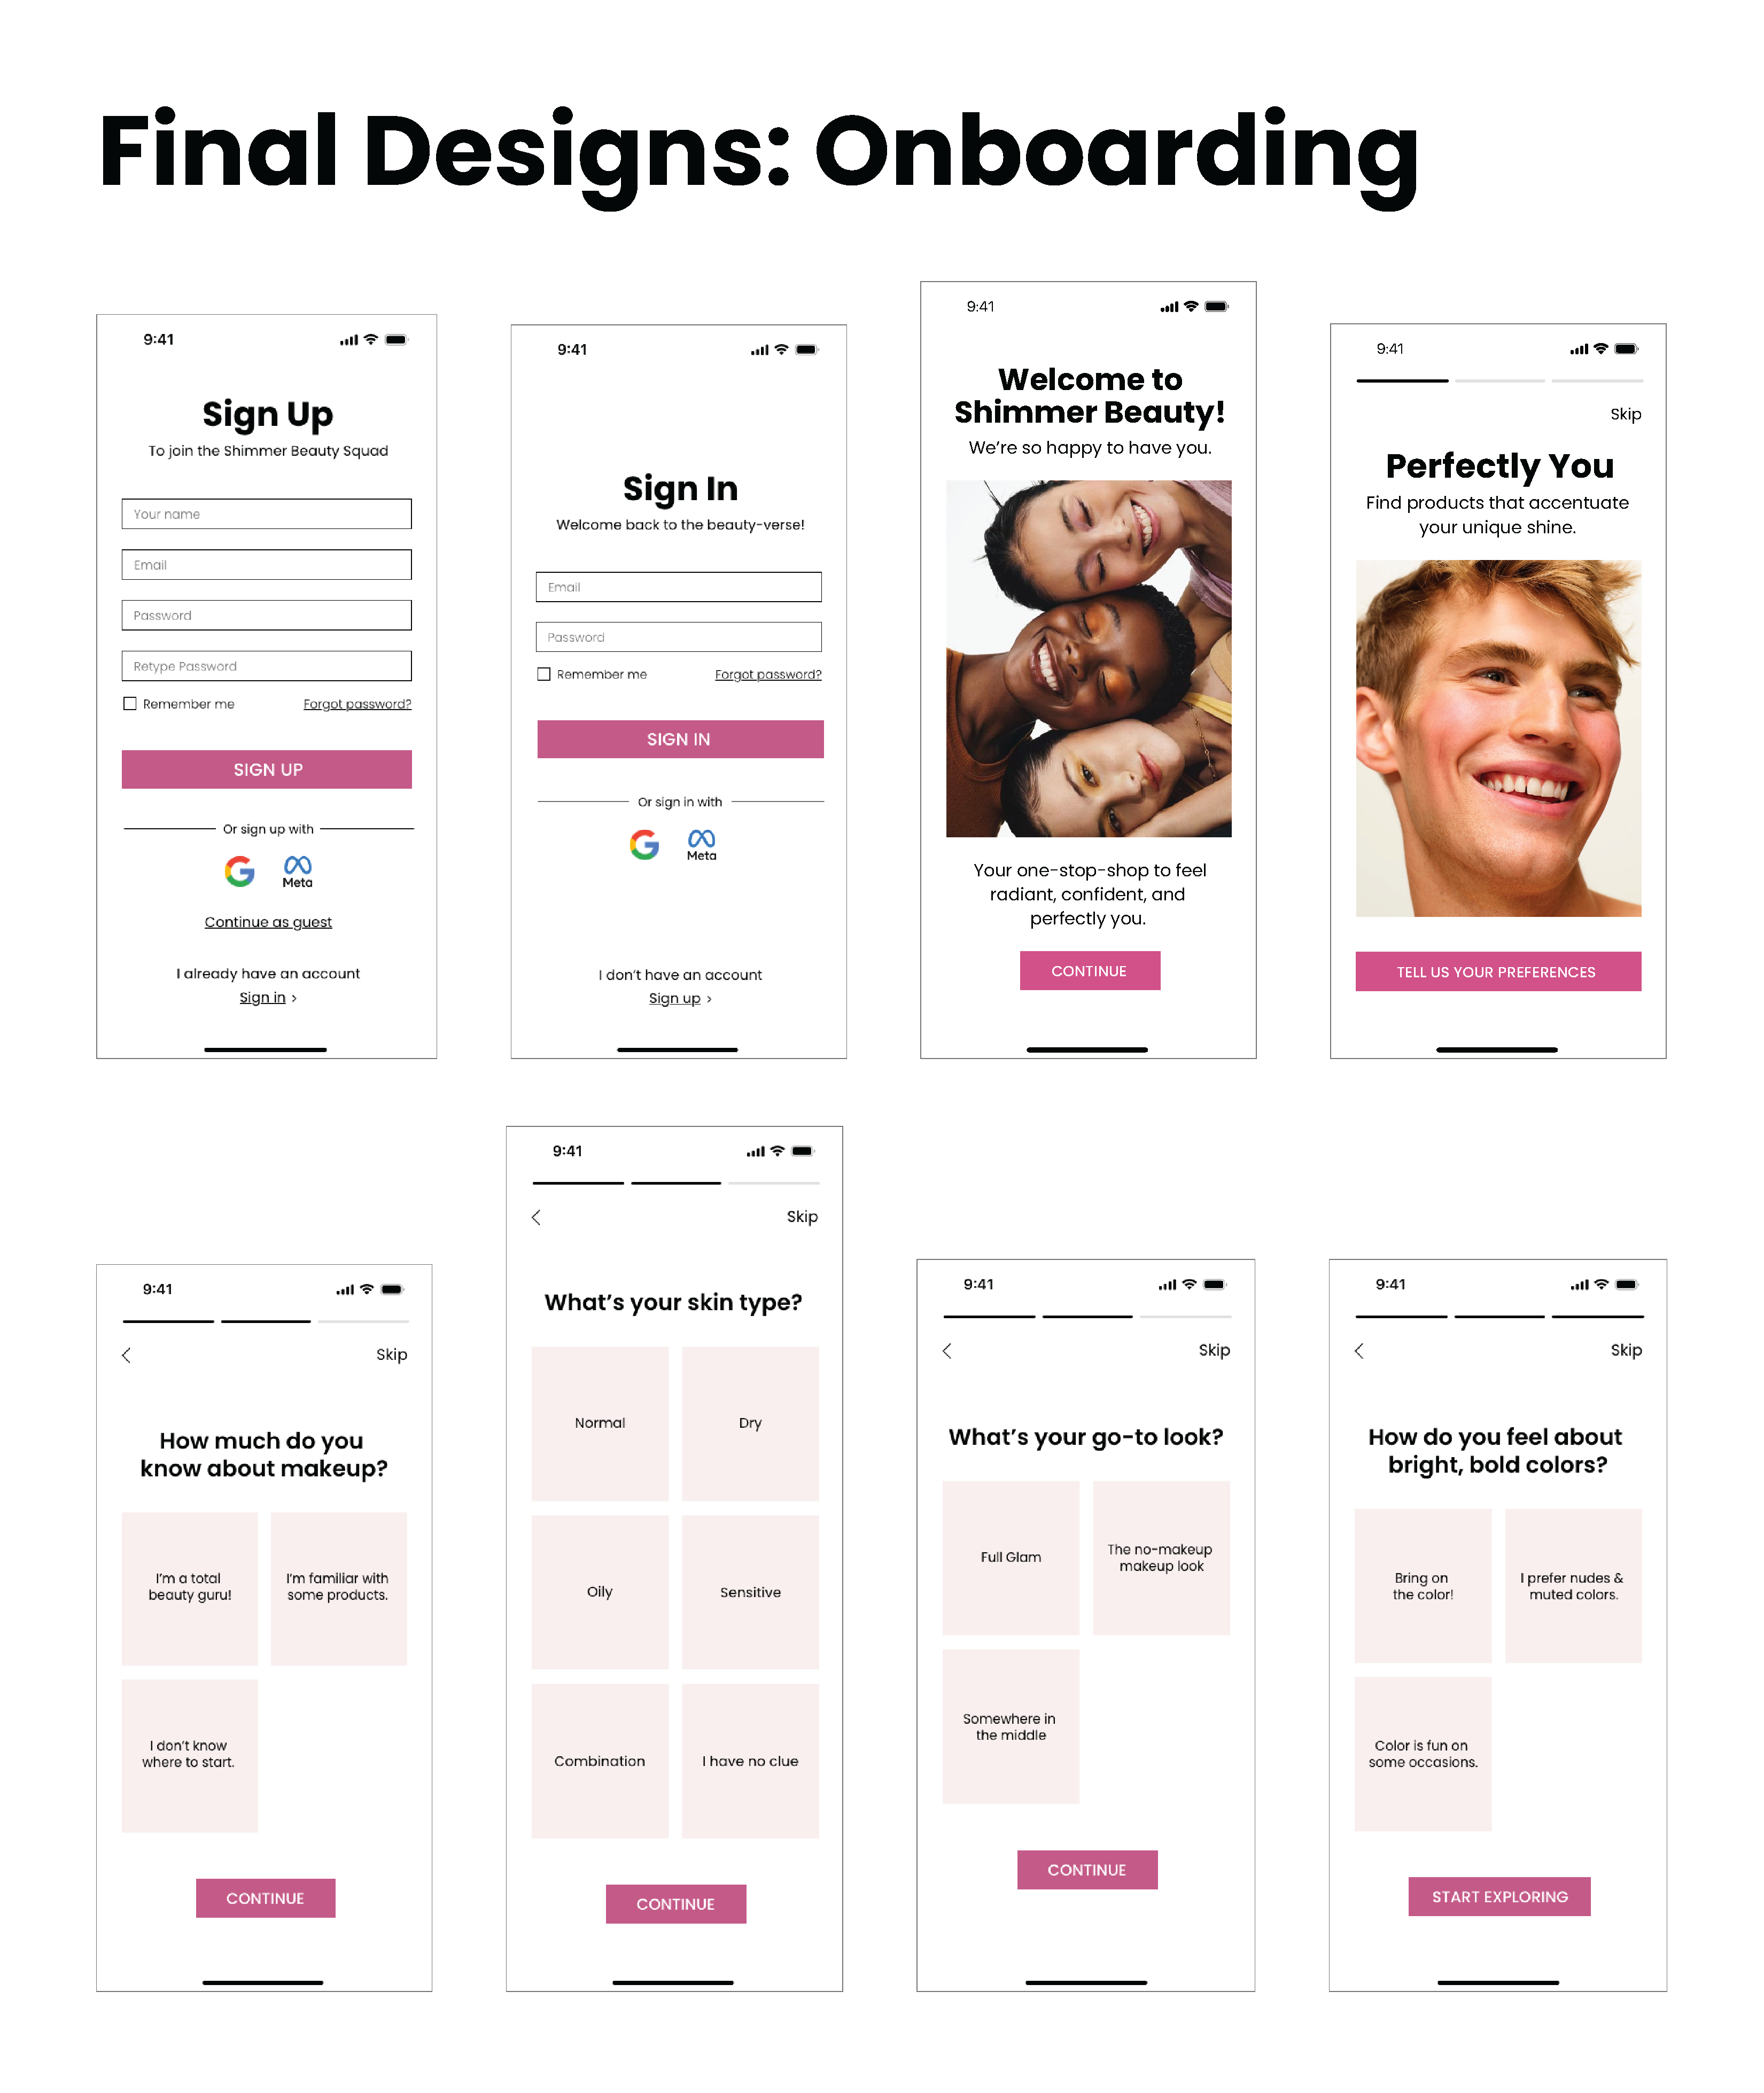 Final Designs: Onboarding
9:41
Sign Up
To join the Shimmer Beauty Squad
Your name
Email
Password
Retype Password
Remember me
Forgot password?
SIGN UP
Or sign up with
Meta
Continue as guest
I already have an account
Sign in >
9:41
Sign In
Welcome back to the beauty-verse!
Email
Password
Remember me
Forgot password?
SIGN IN
Or sign in with
Meta
I don't have an account
Sign up >
9:41
Welcome to
Shimmer Beauty!
We're so happy to have you.
Your one-stop-shop to feel
radiant, confident, and
perfectly you.
CONTINUE
9:41
Skip
Perfectly You
Find products that accentuate
your unique shine.
TELL US YOUR PREFERENCES
9:41
Skip
How much do you
know about makeup?
I'm a total
beauty guru!
I'm familiar with
some products.
I don't know
where to start.
CONTINUE
9:41
Skip
What's your skin type?
Normal
Dry
Oily
Sensitive
Combination
I have no clue
CONTINUE
9:41
Skip
What's your go-to look?
Full Glam
The no-makeup
makeup look
Somewhere in
the middle
CONTINUE
9:41
Skip
How do you feel about
bright, bold colors?
Bring on
the color!
I prefer nudes &
muted colors.
Color is fun on
some occasions.
START EXPLORING